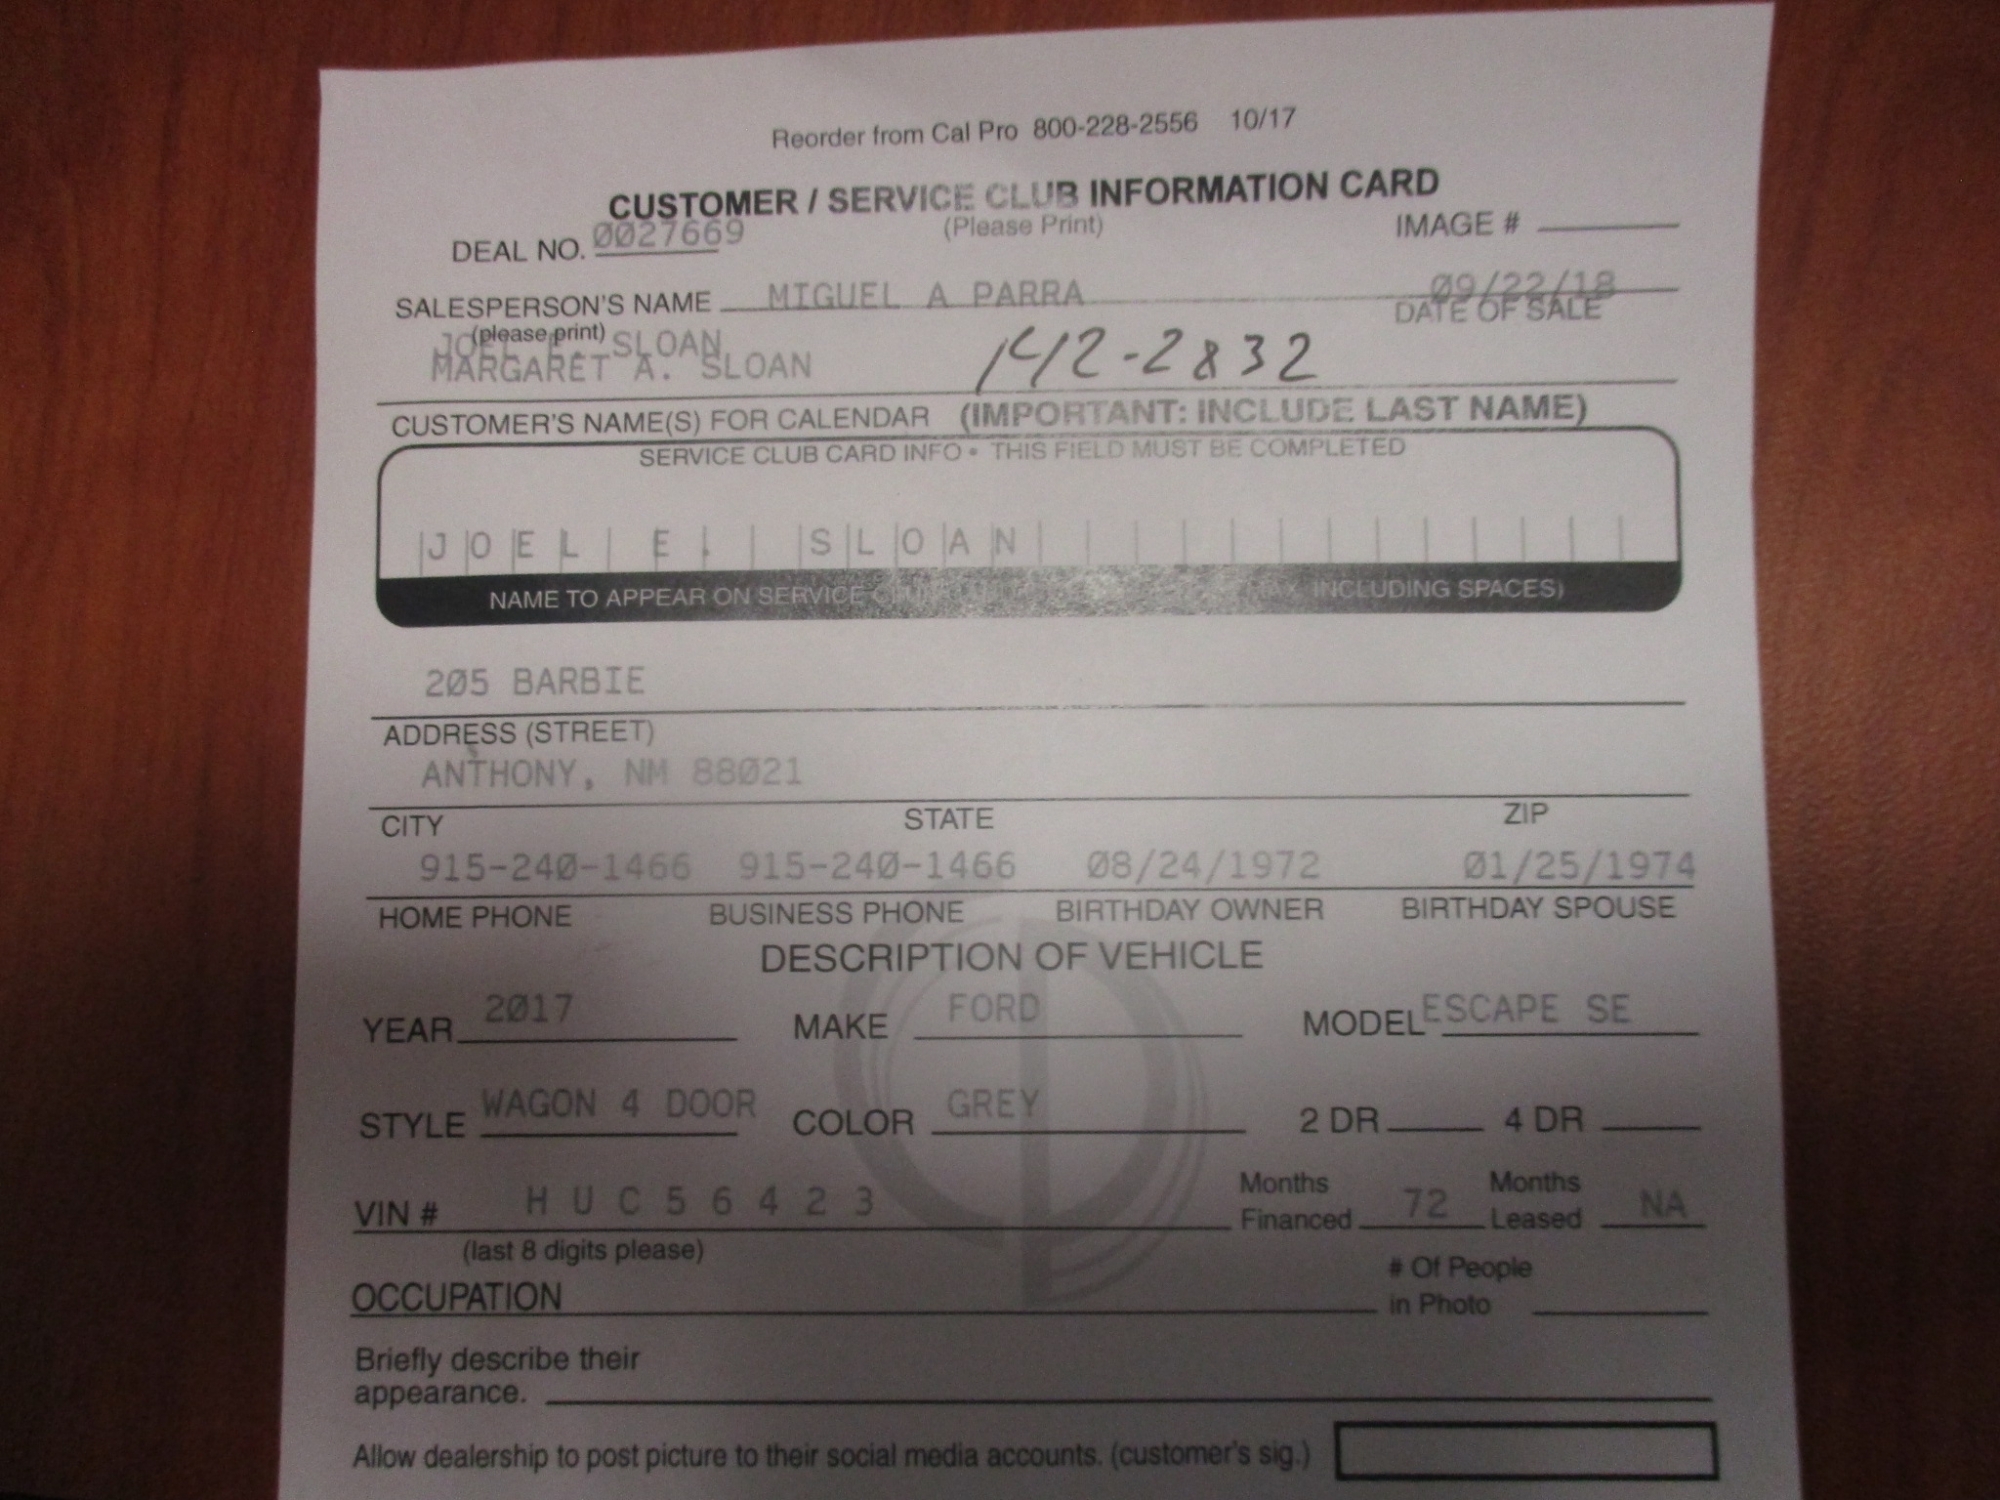 Reorder from Cal Pro 800-228-2556 10/17
CUSTOMER / SERVICE CLUB INFORMATION CARD
(Please Print)
DEAL NO. 0027669
IMAGE #
SALESPERSON'S NAME MIGUEL A PARRA
09/22/18
(please print)
DATE OF SALE
JOEL E. SLOAN
MARGARET A. SLOAN
142-2832
CUSTOMER'S NAME(S) FOR CALENDAR (IMPORTANT: INCLUDE LAST NAME)
SERVICE CLUB CARD INFO • THIS FIELD MUST BE COMPLETED
JOEL E. SLOAN
NAME TO APPEAR ON SERVICE INCLUDING SPACES)
205 BARBIE
ADDRESS (STREET)
ANTHONY, NM 88021
CITY STATE ZIP
915-240-1466 915-240-1466 08/24/1972 01/25/1974
HOME PHONE BUSINESS PHONE BIRTHDAY OWNER BIRTHDAY SPOUSE
DESCRIPTION OF VEHICLE
YEAR 2017 MAKE FORD MODEL ESCAPE SE
STYLE WAGON 4 DOOR COLOR GREY 2 DR 4 DR
VIN # H U C 5 6 4 2 3 Months Financed 72 Months Leased NA
(last 8 digits please)
OCCUPATION # Of People in Photo
Briefly describe their
appearance.
Allow dealership to post picture to their social media accounts. (customer's sig.)